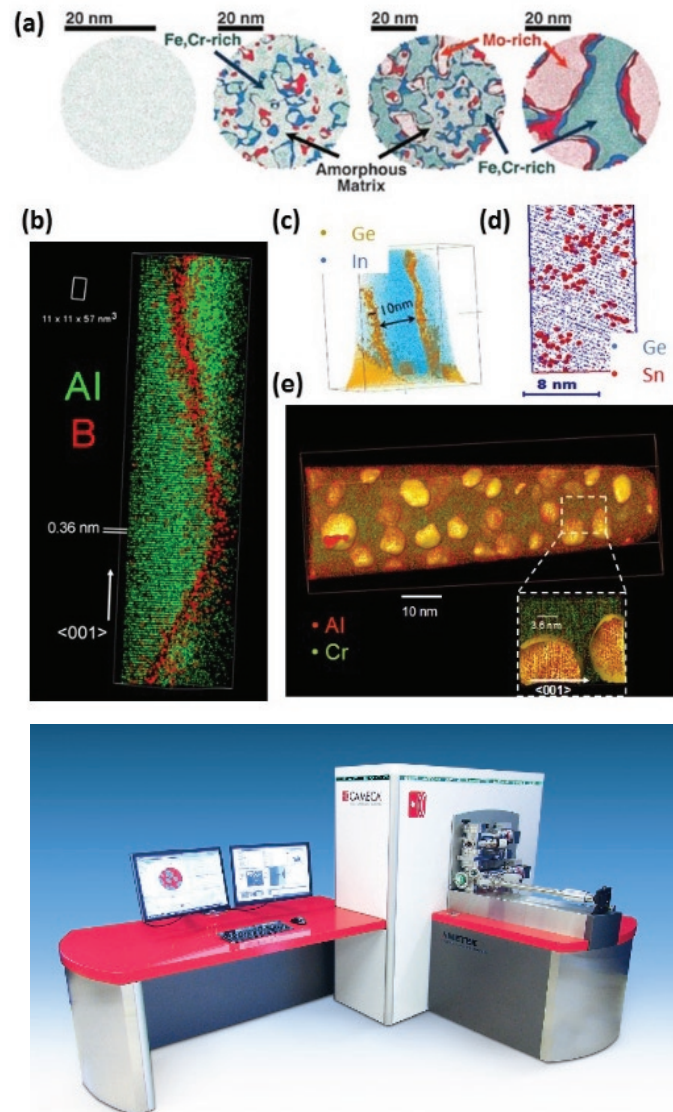 (a)
20 nm
20 nm
20 nm
20 nm
Fe,Cr-rich
Mo-rich
Amorphous
Matrix
Fe,Cr-rich
(b)
11 x 11 x 57 nm³
Al
B
0.36 nm
<001>
(c)
Ge
In
10nm
(d)
Ge
Sn
8 nm
(e)
10 nm
Al
Cr
3.6 nm
<001>
CAMECA
AMETEK